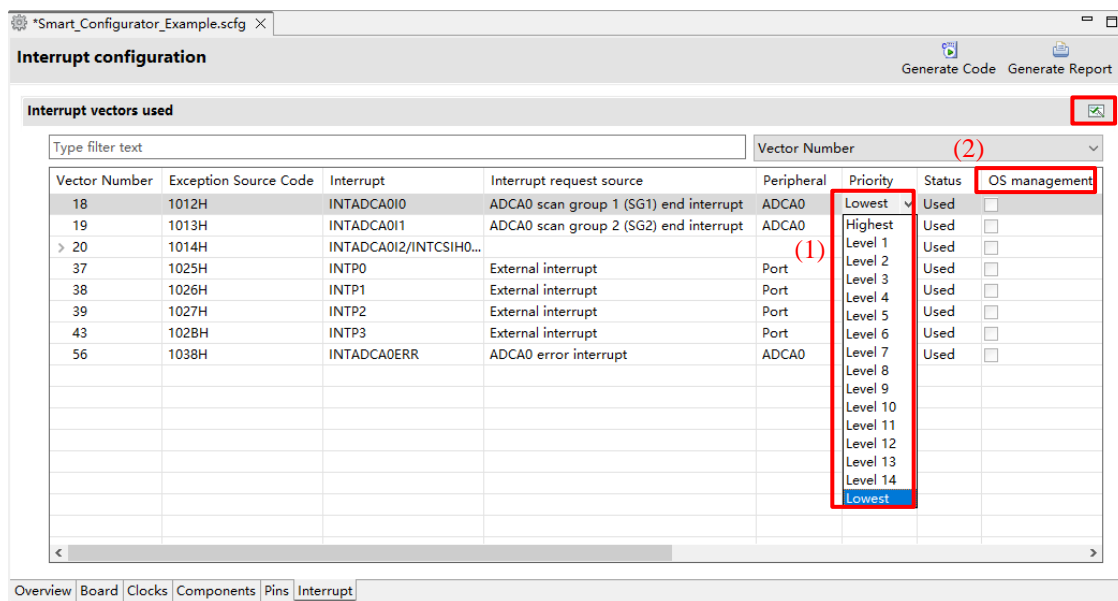 *Smart_Configurator_Example.scfg
Interrupt configuration
Generate Code Generate Report
Interrupt vectors used
Type filter text
Vector Number
(2)
Vector Number Exception Source Code Interrupt Interrupt request source Peripheral Priority Status OS management
18 1012H INTADCA0I0 ADCA0 scan group 1 (SG1) end interrupt ADCA0 Lowest Used
19 1013H INTADCA0I1 ADCA0 scan group 2 (SG2) end interrupt ADCA0 Highest Used
(1)
> 20 1014H INTADCA0I2/INTCSIH0... Level 1 Used
Level 2
37 1025H INTP0 External interrupt Port Level 3 Used
38 1026H INTP1 External interrupt Port Level 4 Used
39 1027H INTP2 External interrupt Port Level 5 Used
43 102BH INTP3 External interrupt Port Level 6 Used
56 1038H INTADCA0ERR ADCA0 error interrupt ADCA0 Level 7 Used
Level 8
Level 9
Level 10
Level 11
Level 12
Level 13
Level 14
Lowest
Overview Board Clocks Components Pins Interrupt